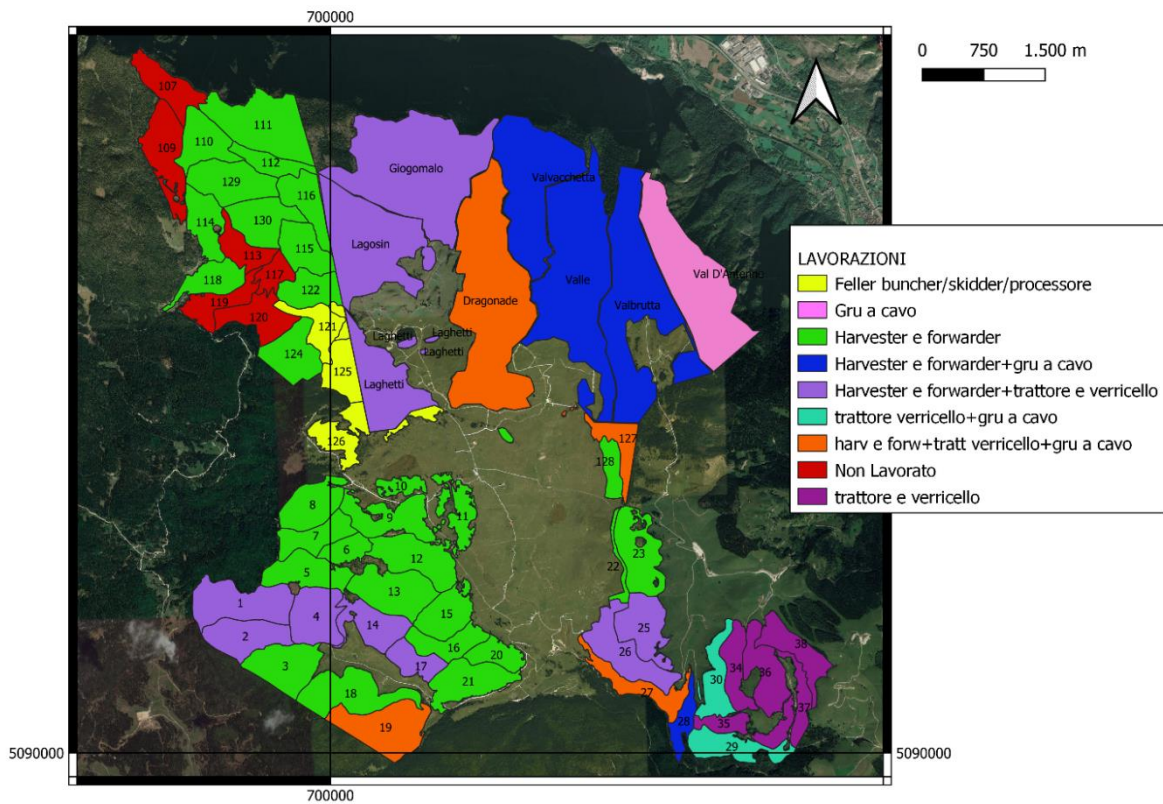 700000
0 750 1.500 m
107
111
110
109
112
Giogomalo
Valvacchetta
129
116
114
130
Lagosin
115
113
118
117
122
119
120
Dragonade
Valle
Valbrutta
Val D'Antonio
121
124
125
Laghetti
Laghetti
Laghetti
Laghetti
126
127
128
LAVORAZIONI
Feller buncher/skidder/processore
Gru a cavo
Harvester e forwarder
Harvester e forwarder+gru a cavo
Harvester e forwarder+trattore e verricello
trattore verricello+gru a cavo
harv e forw+tratt verricello+gru a cavo
Non Lavorato
trattore e verricello
10
8
9
11
7
6
12
5
13
23
22
1
4
14
15
2
16
20
3
17
21
18
19
25
26
27
28
30
34
36
38
35
37
29
5090000
5090000
700000